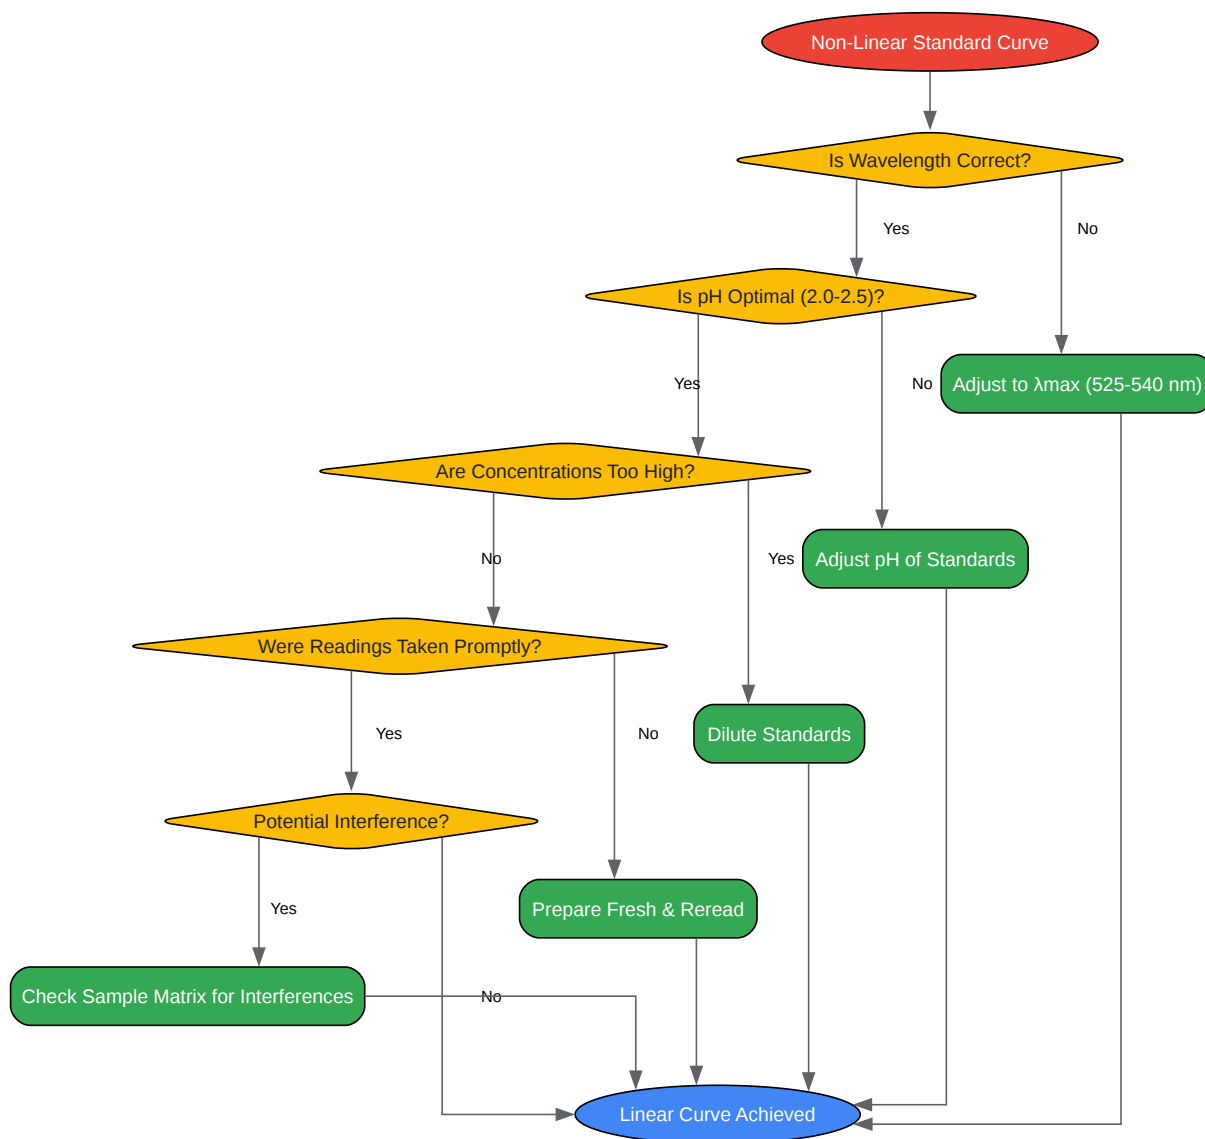 Non-Linear Standard Curve
Is Wavelength Correct?
Yes
No
Is pH Optimal (2.0-2.5)?
Yes
No
Adjust to λmax (525-540 nm)
Are Concentrations Too High?
No
Yes
Adjust pH of Standards
Were Readings Taken Promptly?
Yes
No
Dilute Standards
Potential Interference?
Yes
Prepare Fresh & Reread
Check Sample Matrix for Interferences
No
Linear Curve Achieved